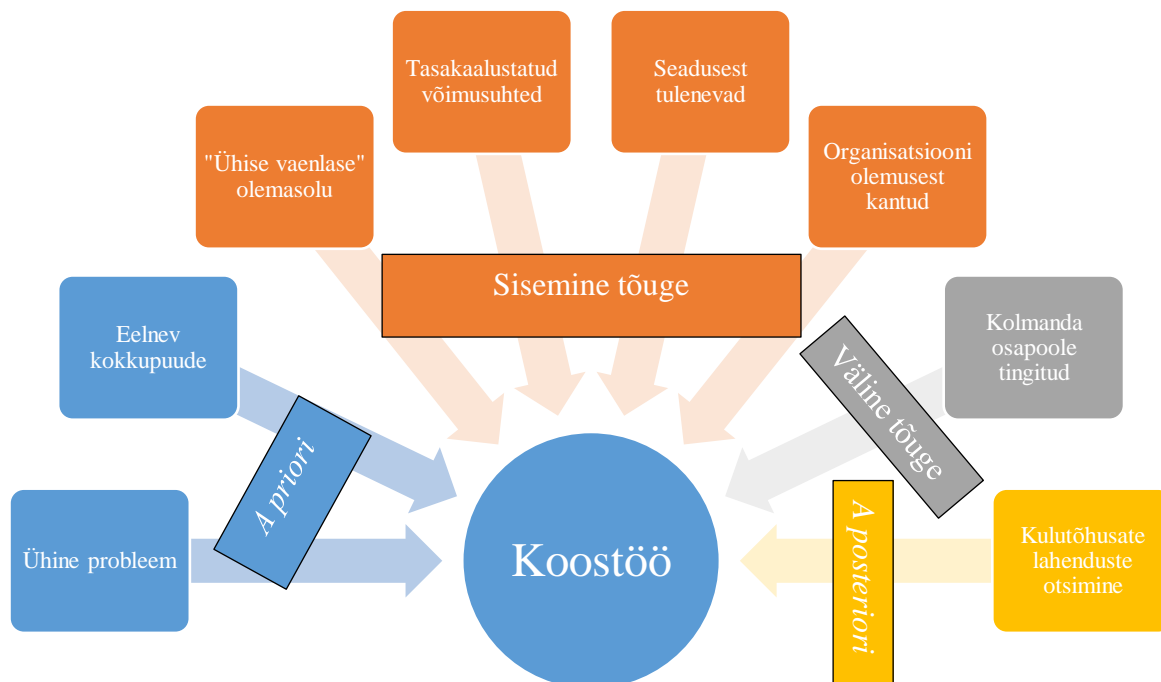 Tasakaalustatud
võimusuhted
Seadusest
tulenevad
"Ühise vaenlase"
olemasolu
Organisatsiooni
olemusest
kantud
Sisemine tõuge
Eelnev
kokkupuude
Kolmanda
osapoole
tingitud
Väline tõuge
A priori
Ühine probleem
Koostöö
A posteriori
Kulutõhusate
lahenduste
otsimine